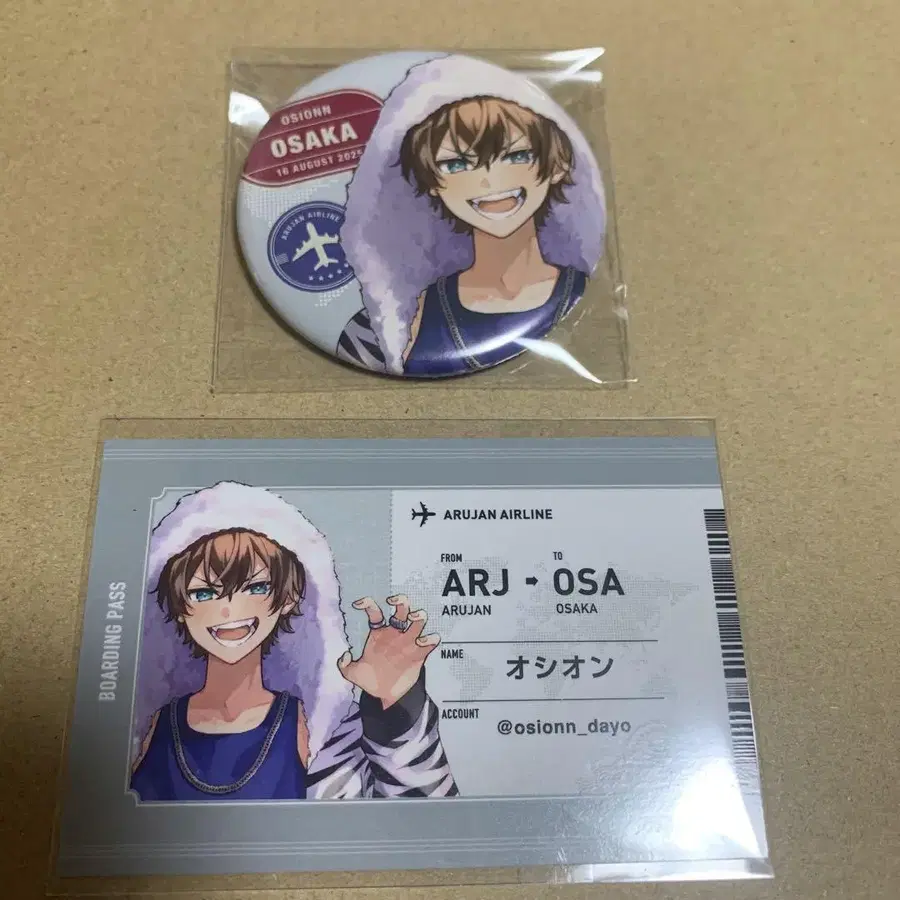 OSIONN
OSAKA
16 AUGUST 2025
ARUJAN AIRLINE
BOARDING PASS
ARUJAN AIRLINE
FROM
TO
ARJ OSA
ARUJAN
OSAKA
NAME
オシオン
ACCOUNT
@osionn_dayo